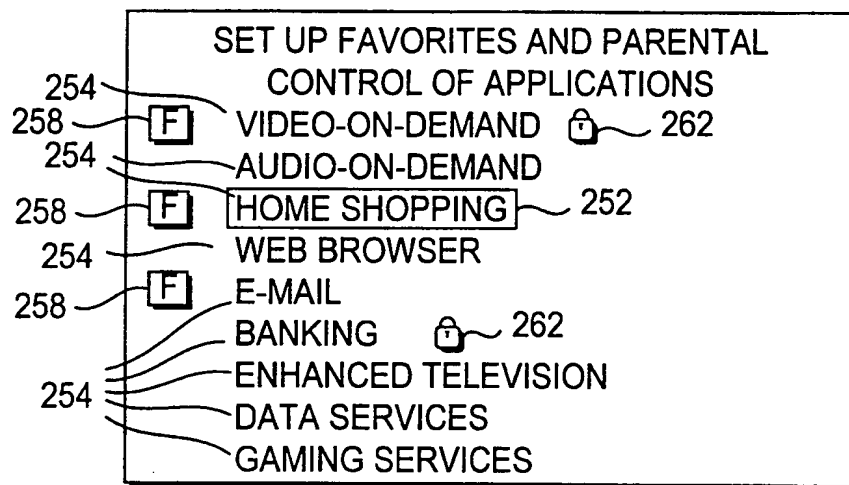 SET UP FAVORITES AND PARENTAL
CONTROL OF APPLICATIONS
254
258 F VIDEO-ON-DEMAND 262
254 AUDIO-ON-DEMAND
258 F HOME SHOPPING 252
254 WEB BROWSER
258 F E-MAIL
BANKING 262
ENHANCED TELEVISION
254 DATA SERVICES
GAMING SERVICES